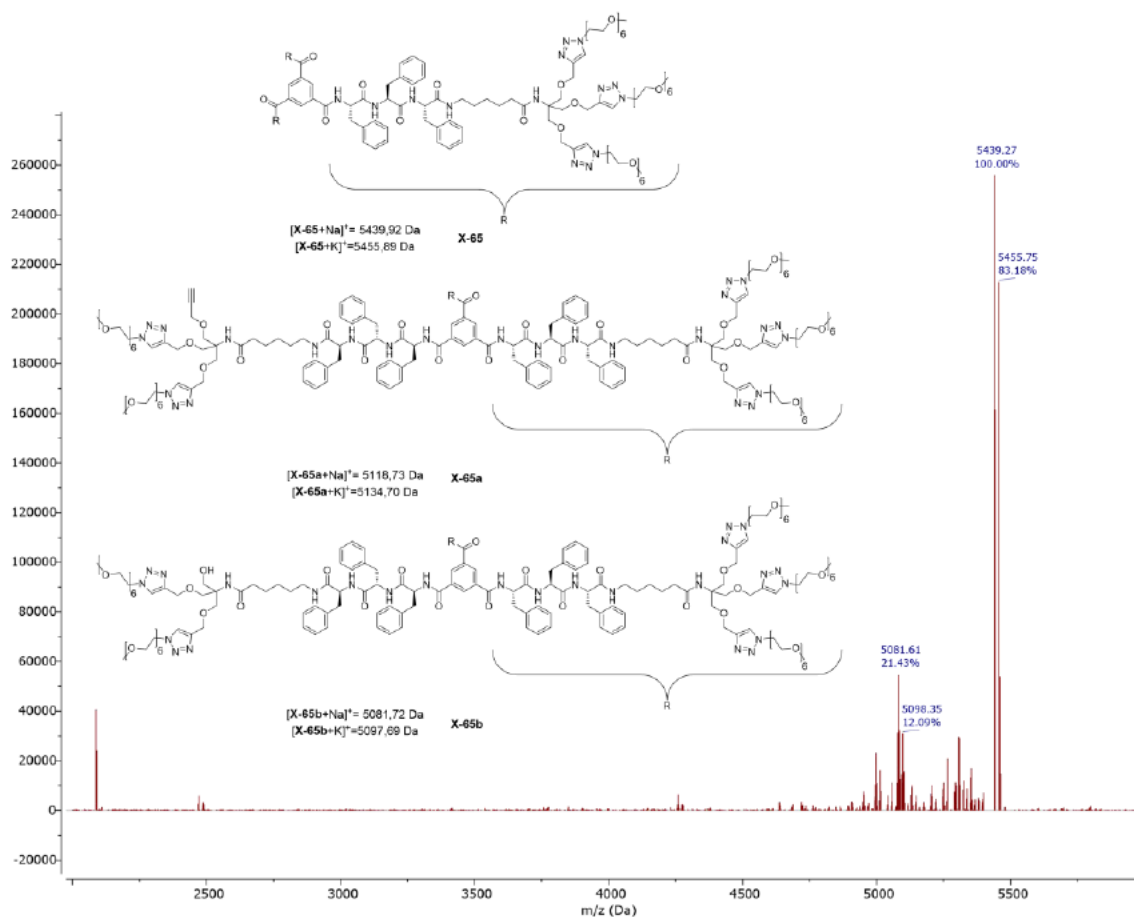 5439.27
100.00%
R
[X-65+Na]⁺= 5439,92 Da
[X-65+K]⁺=5455,89 Da
X-65
5455.75
83.18%
R
[X-65a+Na]⁺= 5118,73 Da
[X-65a+K]⁺=5134,70 Da
X-65a
5081.61
21.43%
5098.35
12.09%
R
[X-65b+Na]⁺= 5081,72 Da
[X-65b+K]⁺=5097,69 Da
X-65b
260000
240000
220000
200000
180000
160000
140000
120000
100000
80000
60000
40000
20000
0
-20000
2500
3000
3500
4000
4500
5000
5500
m/z (Da)